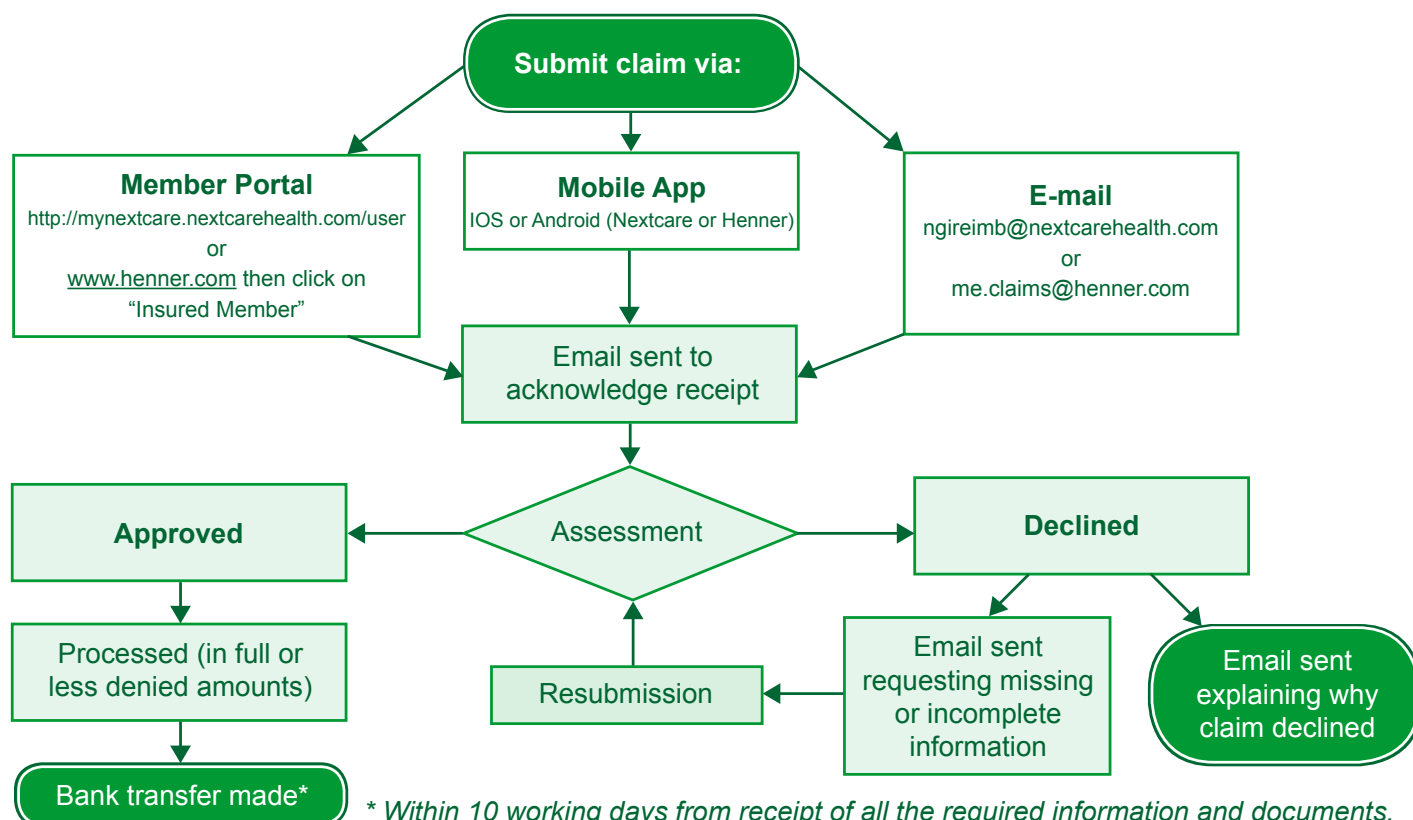 Submit claim via:
Member Portal
http://mynextcare.nextcarehealth.com/user
or
www.henner.com then click on
“Insured Member”
Mobile App
IOS or Android (Nextcare or Henner)
E-mail
ngireimb@nextcarehealth.com
or
me.claims@henner.com
Email sent to
acknowledge receipt
Assessment
Approved
Declined
Processed (in full or
less denied amounts)
Resubmission
Email sent
requesting missing
or incomplete
information
Email sent
explaining why
claim declined
Bank transfer made*
* Within 10 working days from receipt of all the required information and documents.